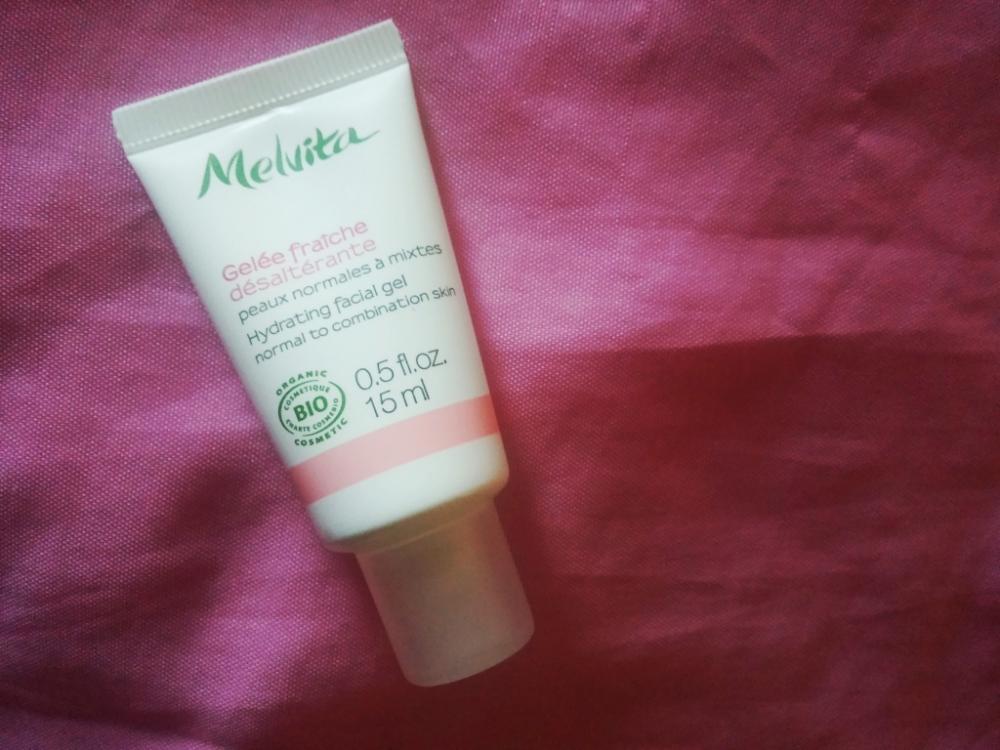 Melvita
Gelée fraîche
désaltérante
peaux normales à mixtes
Hydrating facial gel
normal to combination skin
0.5 fl.oz.
15 ml
ORGANIC
COSMETIQUE
BIO
CHARTE COSMEBIO
COSMETIC